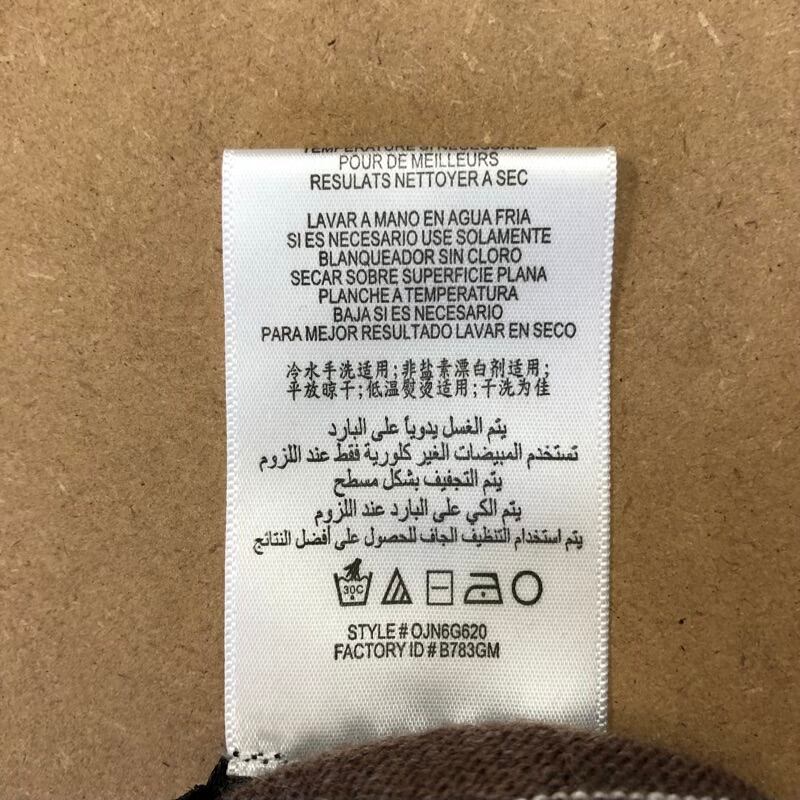 TEMPERATURE SI NECESSAIRE
POUR DE MEILLEURS
RESULATS NETTOYER A SEC
LAVAR A MANO EN AGUA FRIA
SI ES NECESARIO USE SOLAMENTE
BLANQUEADOR SIN CLORO
SECAR SOBRE SUPERFICIE PLANA
PLANCHE A TEMPERATURA
BAJA SI ES NECESARIO
PARA MEJOR RESULTADO LAVAR EN SECO
冷水手洗适用;非盐素漂白剂适用;
平放晾干;低温熨烫适用;干洗为佳
يتم الغسل يدوياً على البارد
تستخدم المبيضات الغير كلورية فقط عند اللزوم
يتم التجفيف بشكل مسطح
يتم الكي على البارد عند اللزوم
يتم استخدام التنظيف الجاف للحصول على أفضل النتائج
30C
STYLE # OJN6G620
FACTORY ID # B783GM